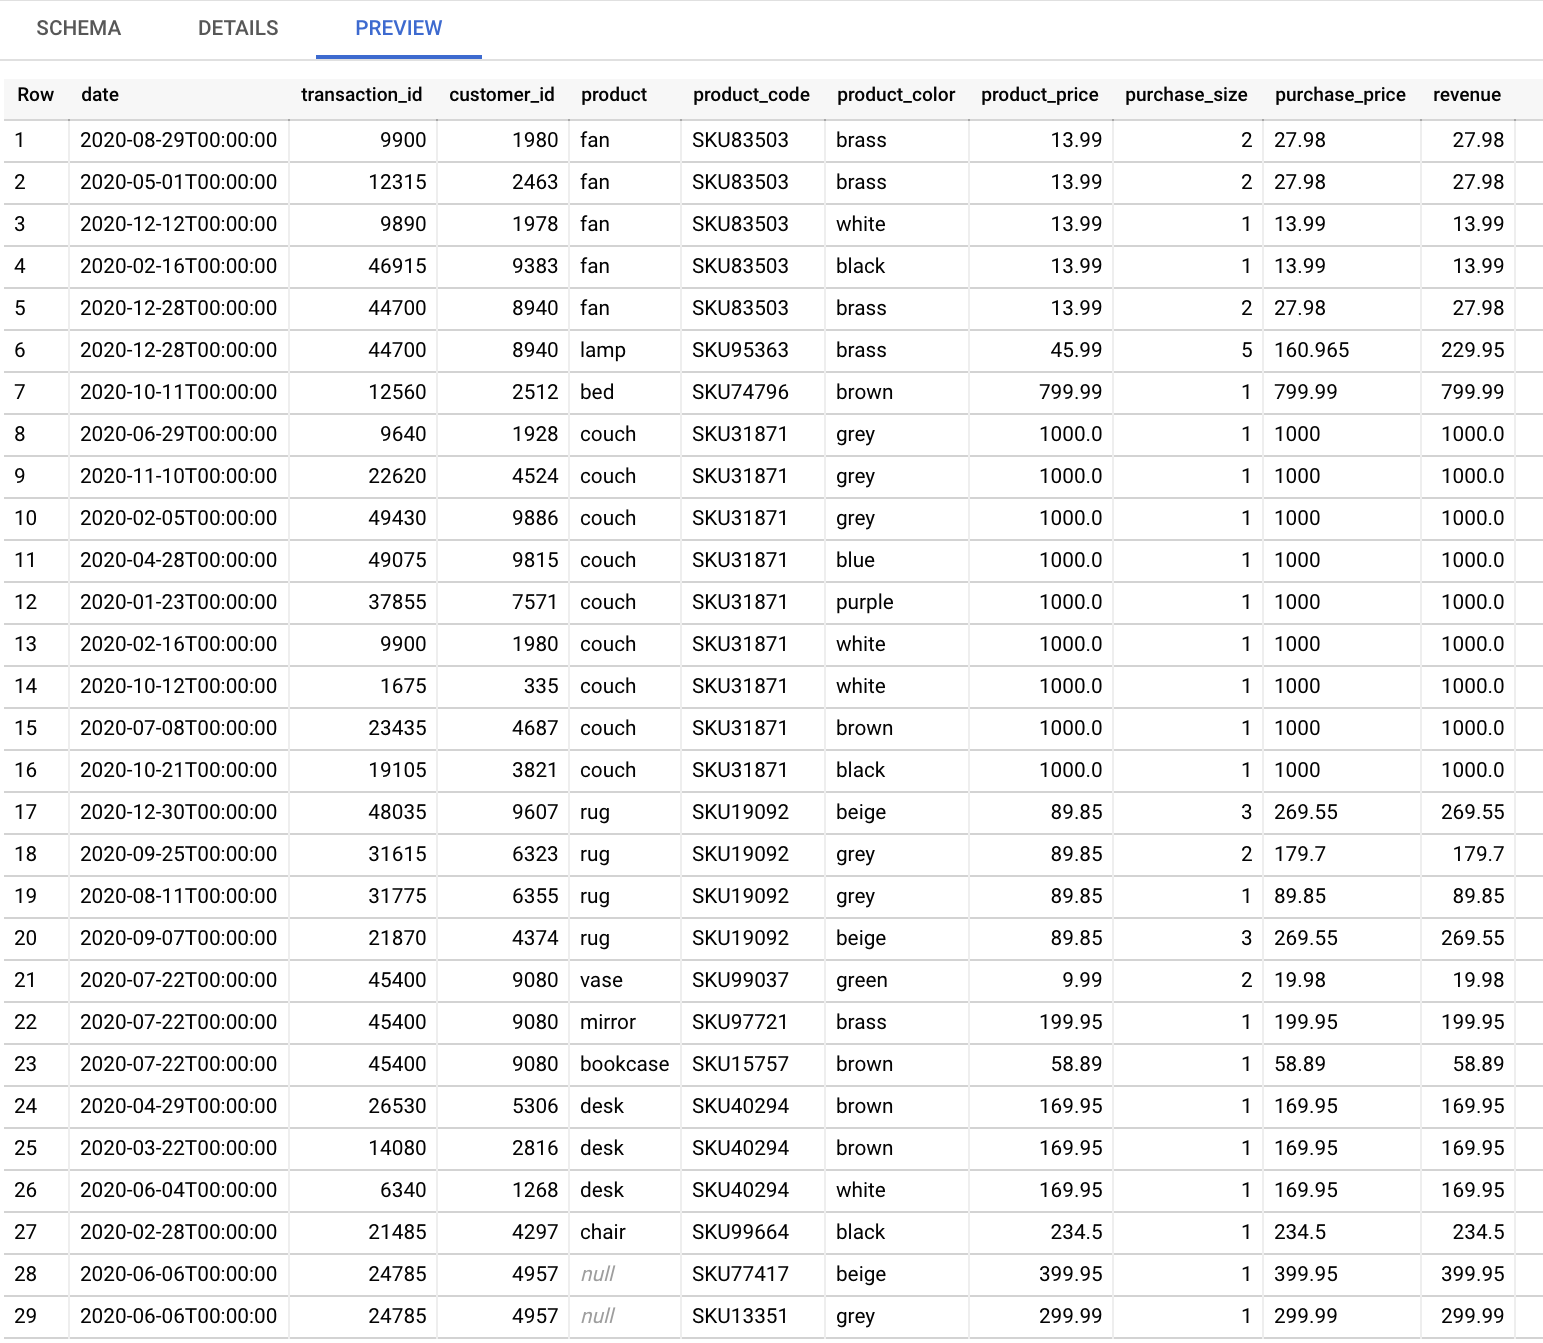 SCHEMA DETAILS PREVIEW
Row date transaction_id customer_id product product_code product_color product_price purchase_size purchase_price revenue
1 2020-08-29T00:00:00 9900 1980 fan SKU83503 brass 13.99 2 27.98 27.98
2 2020-05-01T00:00:00 12315 2463 fan SKU83503 brass 13.99 2 27.98 27.98
3 2020-12-12T00:00:00 9890 1978 fan SKU83503 white 13.99 1 13.99 13.99
4 2020-02-16T00:00:00 46915 9383 fan SKU83503 black 13.99 1 13.99 13.99
5 2020-12-28T00:00:00 44700 8940 fan SKU83503 brass 13.99 2 27.98 27.98
6 2020-12-28T00:00:00 44700 8940 lamp SKU95363 brass 45.99 5 160.965 229.95
7 2020-10-11T00:00:00 12560 2512 bed SKU74796 brown 799.99 1 799.99 799.99
8 2020-06-29T00:00:00 9640 1928 couch SKU31871 grey 1000.0 1 1000 1000.0
9 2020-11-10T00:00:00 22620 4524 couch SKU31871 grey 1000.0 1 1000 1000.0
10 2020-02-05T00:00:00 49430 9886 couch SKU31871 grey 1000.0 1 1000 1000.0
11 2020-04-28T00:00:00 49075 9815 couch SKU31871 blue 1000.0 1 1000 1000.0
12 2020-01-23T00:00:00 37855 7571 couch SKU31871 purple 1000.0 1 1000 1000.0
13 2020-02-16T00:00:00 9900 1980 couch SKU31871 white 1000.0 1 1000 1000.0
14 2020-10-12T00:00:00 1675 335 couch SKU31871 white 1000.0 1 1000 1000.0
15 2020-07-08T00:00:00 23435 4687 couch SKU31871 brown 1000.0 1 1000 1000.0
16 2020-10-21T00:00:00 19105 3821 couch SKU31871 black 1000.0 1 1000 1000.0
17 2020-12-30T00:00:00 48035 9607 rug SKU19092 beige 89.85 3 269.55 269.55
18 2020-09-25T00:00:00 31615 6323 rug SKU19092 grey 89.85 2 179.7 179.7
19 2020-08-11T00:00:00 31775 6355 rug SKU19092 grey 89.85 1 89.85 89.85
20 2020-09-07T00:00:00 21870 4374 rug SKU19092 beige 89.85 3 269.55 269.55
21 2020-07-22T00:00:00 45400 9080 vase SKU99037 green 9.99 2 19.98 19.98
22 2020-07-22T00:00:00 45400 9080 mirror SKU97721 brass 199.95 1 199.95 199.95
23 2020-07-22T00:00:00 45400 9080 bookcase SKU15757 brown 58.89 1 58.89 58.89
24 2020-04-29T00:00:00 26530 5306 desk SKU40294 brown 169.95 1 169.95 169.95
25 2020-03-22T00:00:00 14080 2816 desk SKU40294 brown 169.95 1 169.95 169.95
26 2020-06-04T00:00:00 6340 1268 desk SKU40294 white 169.95 1 169.95 169.95
27 2020-02-28T00:00:00 21485 4297 chair SKU99664 black 234.5 1 234.5 234.5
28 2020-06-06T00:00:00 24785 4957 null SKU77417 beige 399.95 1 399.95 399.95
29 2020-06-06T00:00:00 24785 4957 null SKU13351 grey 299.99 1 299.99 299.99